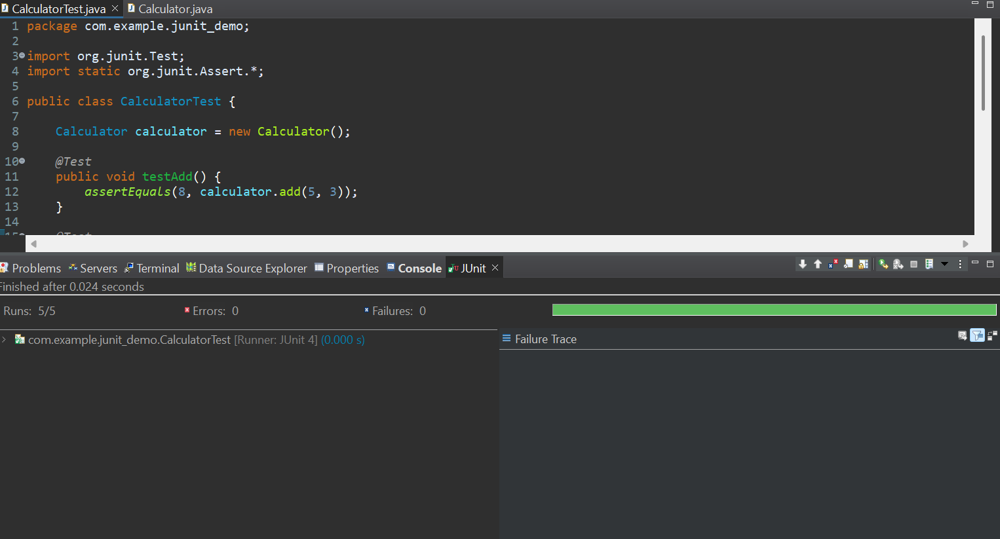 CalculatorTest.java × Calculator.java
1 package com.example.junit_demo;
2
3 import org.junit.Test;
4 import static org.junit.Assert.*;
5
6 public class CalculatorTest {
7
8 Calculator calculator = new Calculator();
9
10 @Test
11 public void testAdd() {
12 assertEquals(8, calculator.add(5, 3));
13 }
14
15 @Test
Problems Servers Terminal Data Source Explorer Properties Console JUnit ×
Finished after 0.024 seconds
Runs: 5/5 Errors: 0 Failures: 0
com.example.junit_demo.CalculatorTest [Runner: JUnit 4] (0.000 s)
Failure Trace